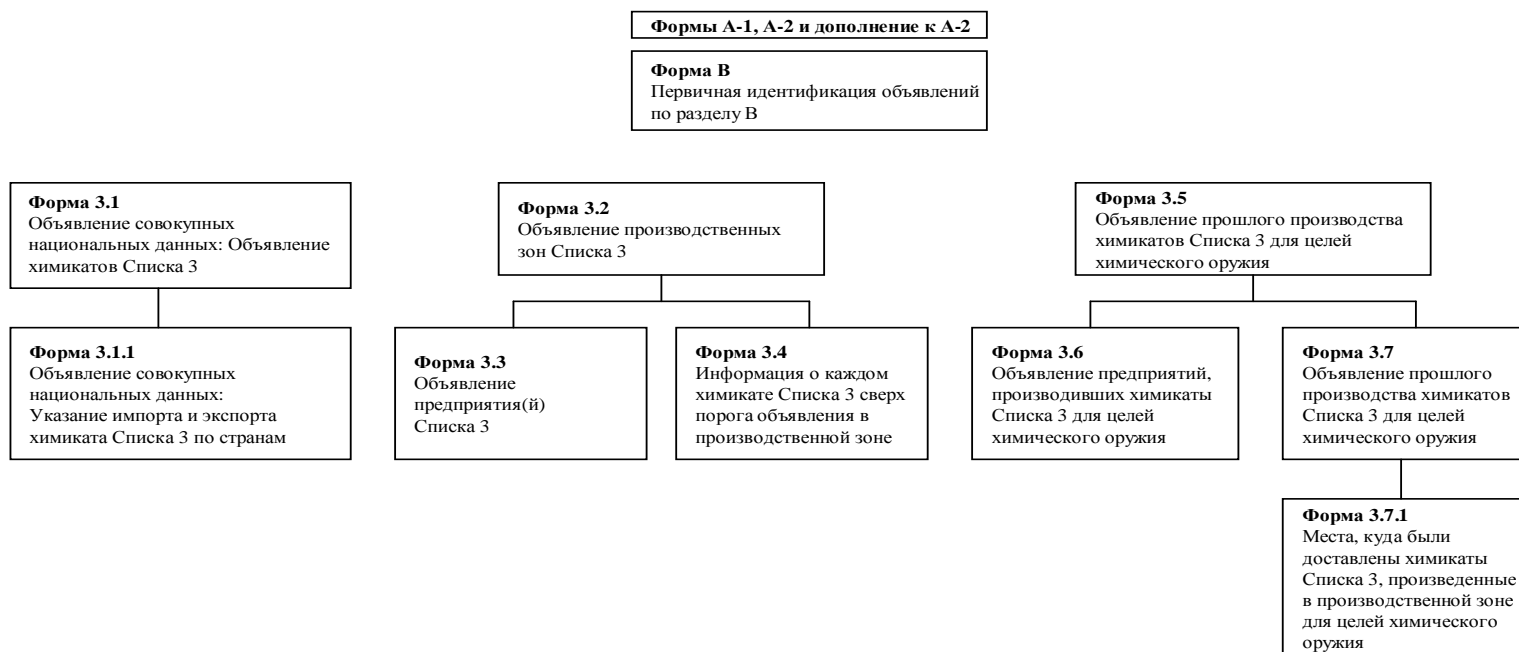 Формы А-1, А-2 и дополнение к А-2
Форма В
Первичная идентификация объявлений
по разделу В
Форма 3.1
Объявление совокупных
национальных данных: Объявление
химикатов Списка 3
Форма 3.2
Объявление производственных
зон Списка 3
Форма 3.5
Объявление прошлого производства
химикатов Списка 3 для целей
химического оружия
Форма 3.1.1
Объявление совокупных
национальных данных:
Указание импорта и экспорта
химиката Списка 3 по странам
Форма 3.3
Объявление
предприятия(й)
Списка 3
Форма 3.4
Информация о каждом
химикате Списка 3 сверх
порога объявления в
производственной зоне
Форма 3.6
Объявление предприятий,
производивших химикаты
Списка 3 для целей
химического оружия
Форма 3.7
Объявление прошлого
производства химикатов
Списка 3 для целей
химического оружия
Форма 3.7.1
Места, куда были
доставлены химикаты
Списка 3, произведенные
в производственной зоне
для целей химического
оружия